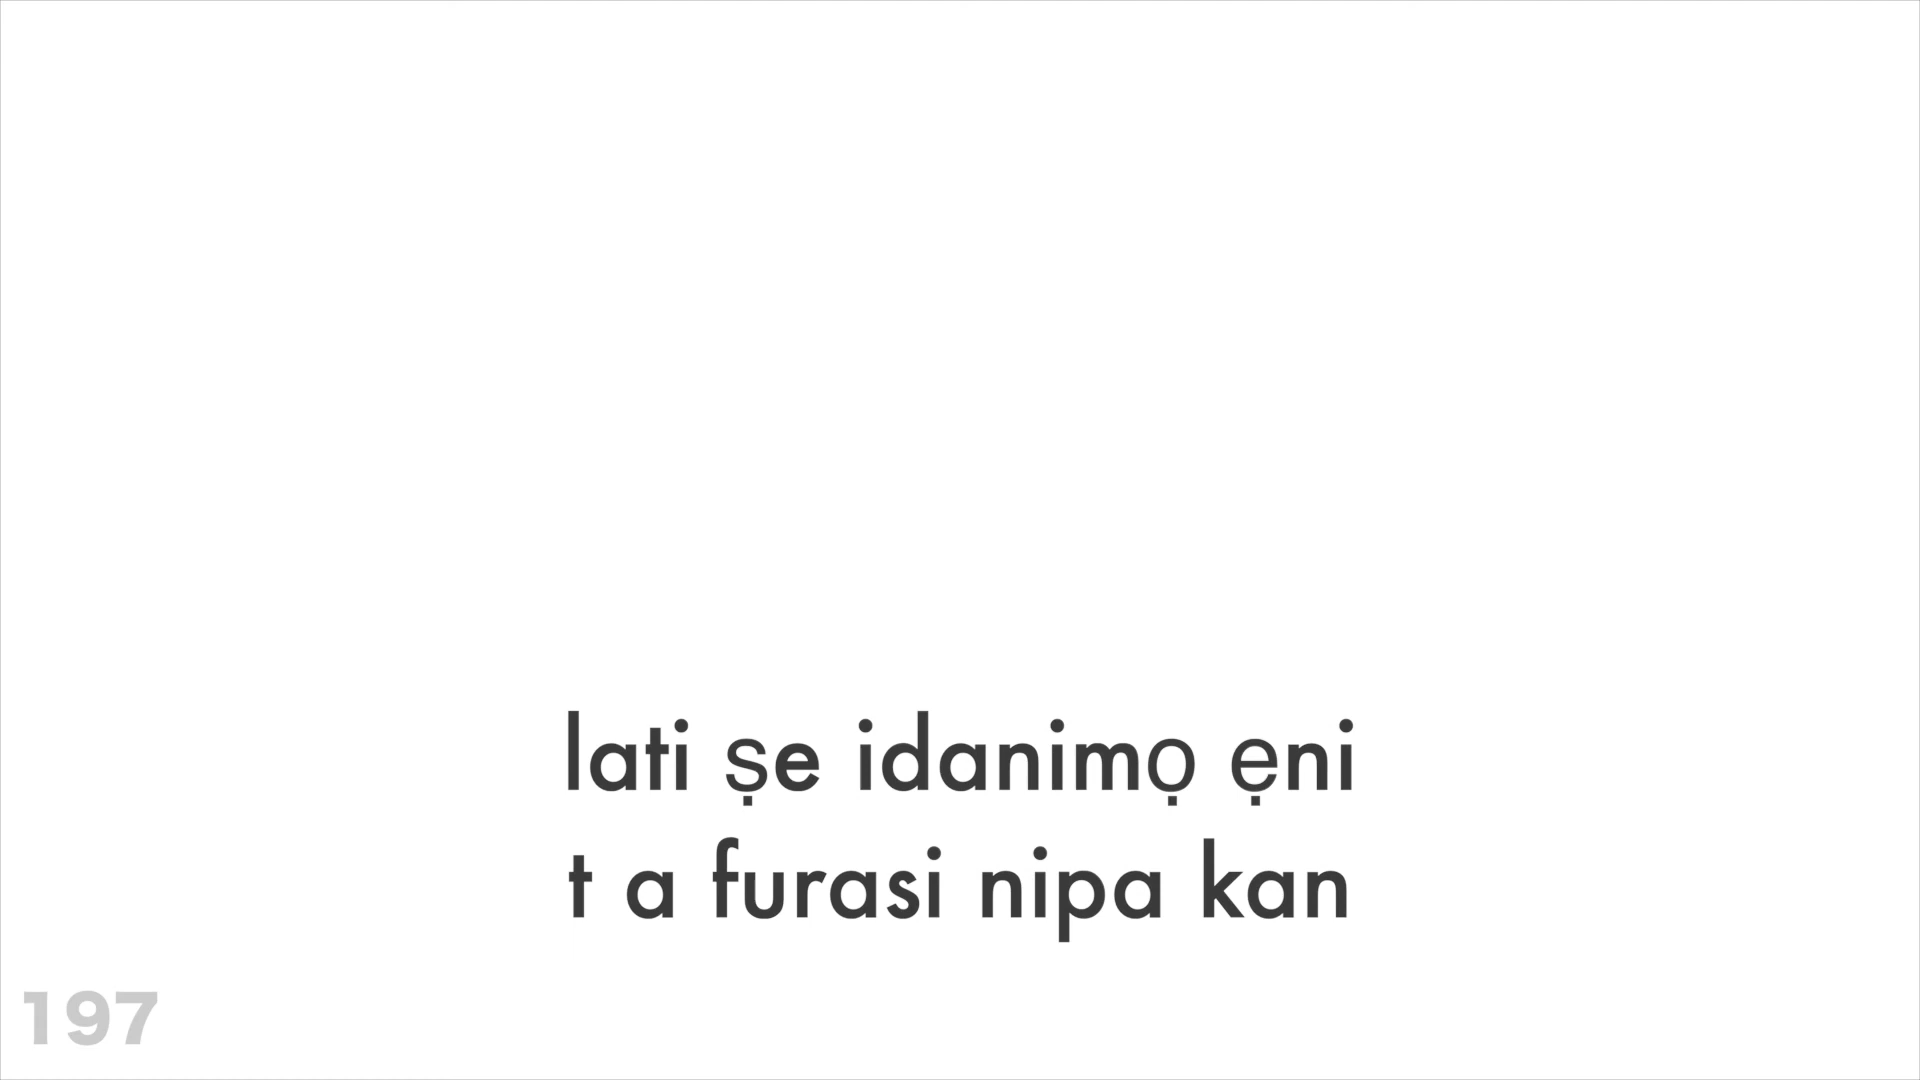 lati ṣe idanimọ ẹni
t a furasi nipa kan
197